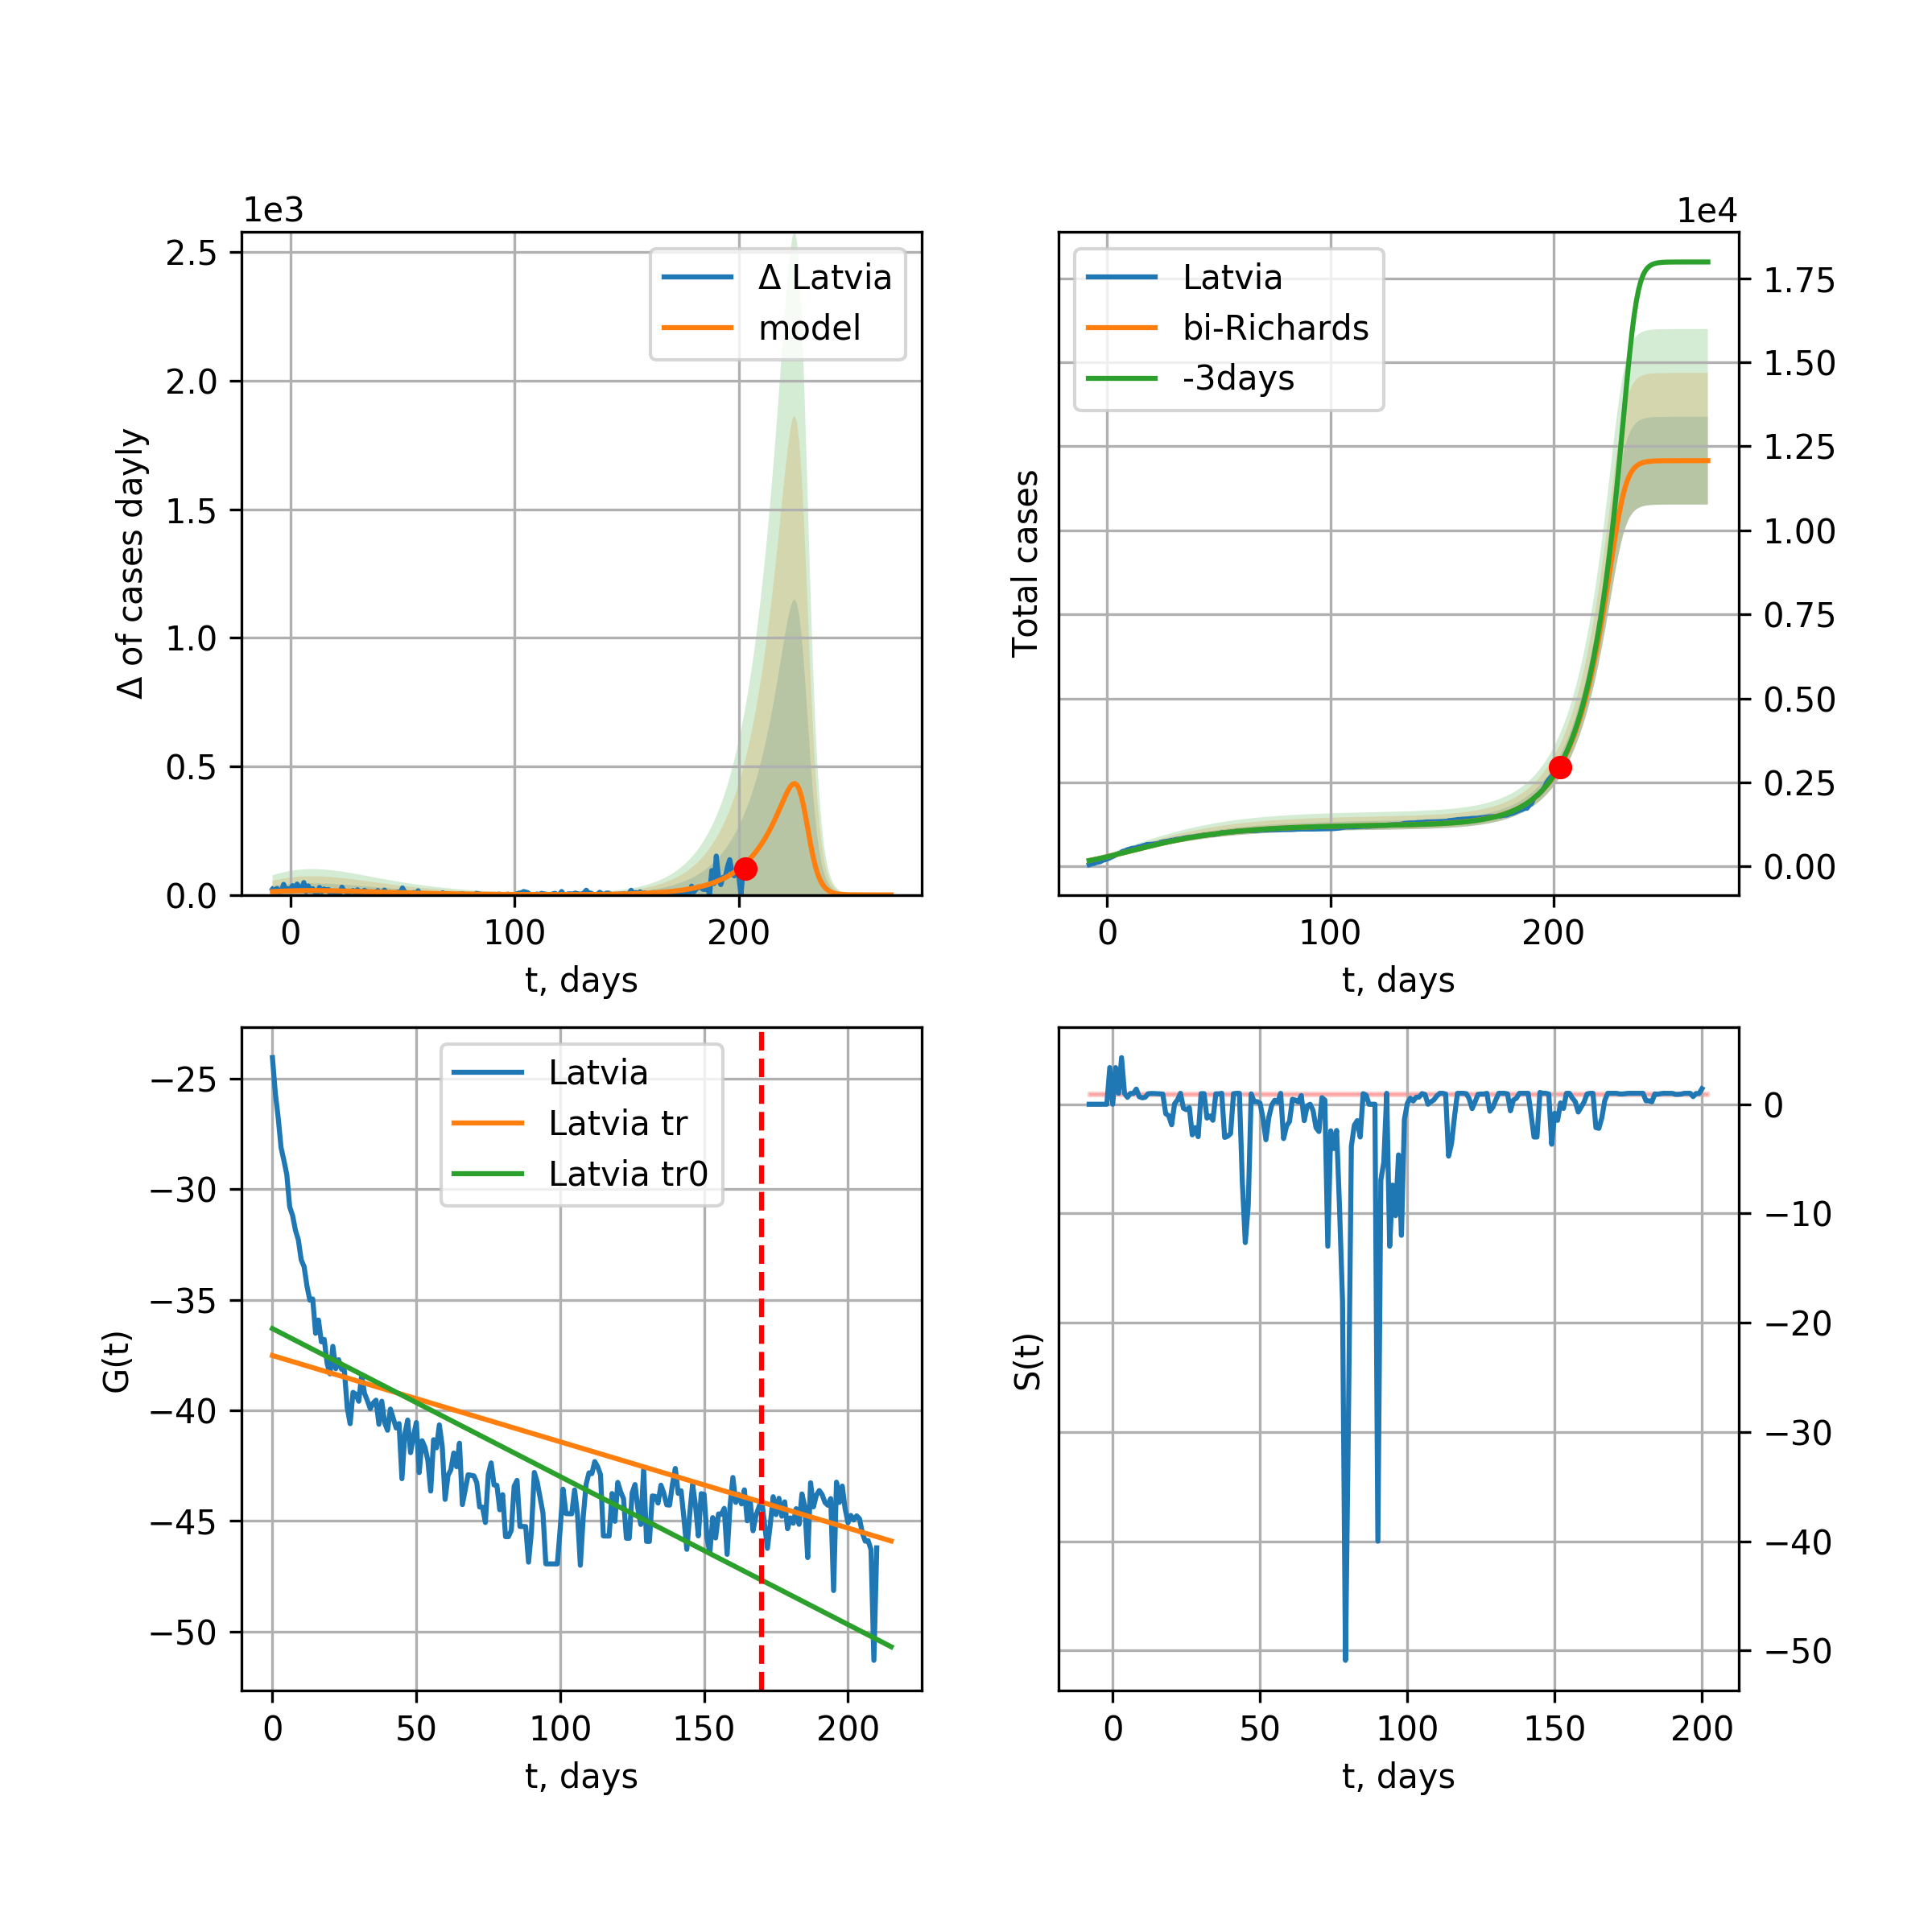 1e3
Δ of cases dayly
2.5
2.0
1.5
1.0
0.5
0.0
Δ Latvia
model
0 100 200
t, days
1e4
Total cases
Latvia
bi-Richards
-3days
1.75
1.50
1.25
1.00
0.75
0.50
0.25
0.00
0 100 200
t, days
G(t)
−25
−30
−35
−40
−45
−50
Latvia
Latvia tr
Latvia tr0
0 50 100 150 200
t, days
S(t)
0
−10
−20
−30
−40
−50
0 50 100 150 200
t, days